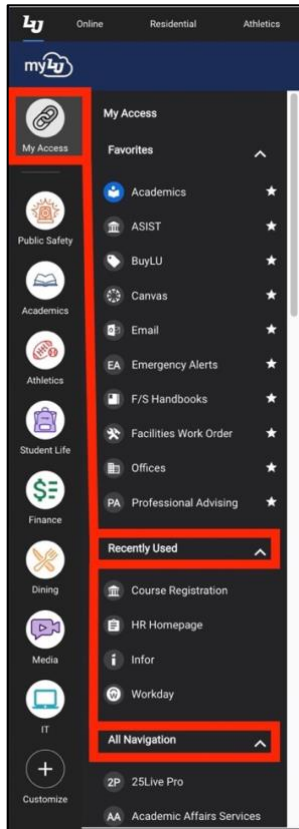 LU Online Residential Athletics
myLU
My Access
Public Safety
Academics
Athletics
Student Life
$=
Finance
Dining
Media
IT
+
Customize
My Access
Favorites
Academics
ASIST
BuyLU
Canvas
Email
EA Emergency Alerts
F/S Handbooks
Facilities Work Order
Offices
PA Professional Advising
Recently Used
Course Registration
HR Homepage
i Infor
Workday
All Navigation
2P 25Live Pro
AA Academic Affairs Services